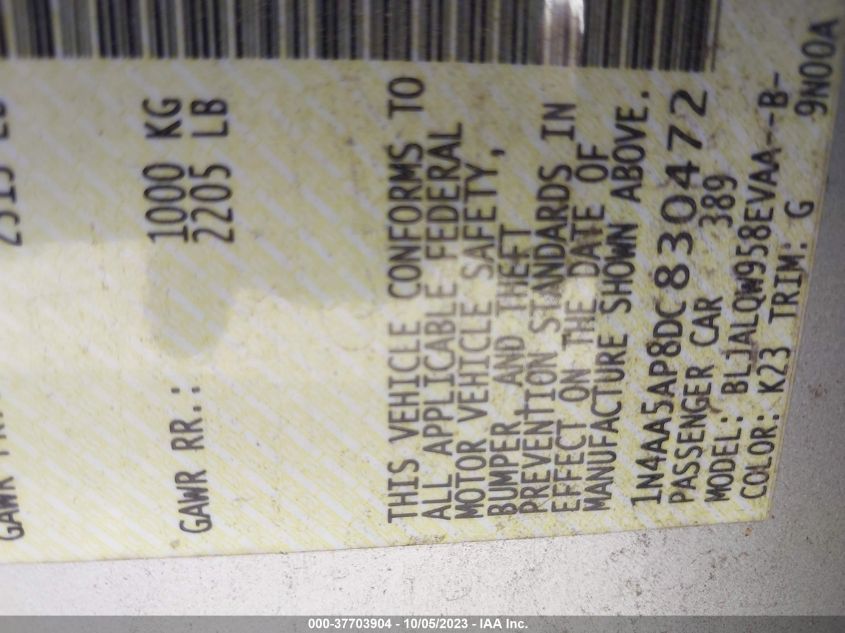 GAWR RR.: 1000 KG
2205 LB
THIS VEHICLE CONFORMS TO
ALL APPLICABLE FEDERAL
MOTOR VEHICLE SAFETY,
BUMPER AND THEFT
PREVENTION STANDARDS IN
EFFECT ON THE DATE OF
MANUFACTURE SHOWN ABOVE.
1N4AA5AP8DC830472
PASSENGER CAR 389
MODEL: BLJALQW958EVAA--B-
COLOR: K23 TRIM: G
9N00A
000-37703904 - 10/05/2023 - IAA Inc.